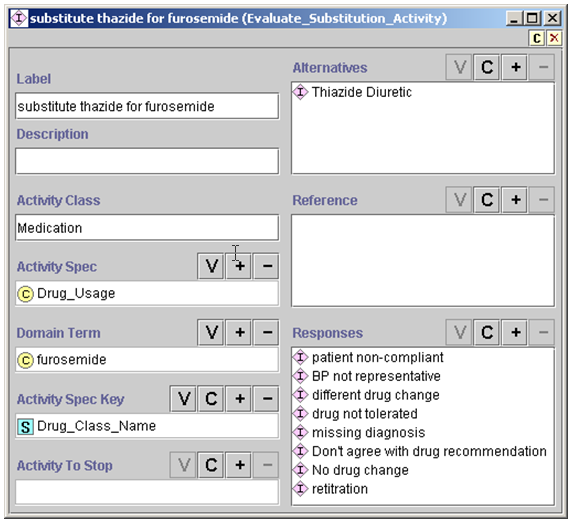 substitute thazide for furosemide (Evaluate_Substitution_Activity)
C
Label
substitute thazide for furosemide
Description
Activity Class
Medication
Activity Spec V + −
C Drug_Usage
Domain Term V + −
C furosemide
Activity Spec Key V C + −
S Drug_Class_Name
Activity To Stop V C + −
Alternatives V C + −
I Thiazide Diuretic
Reference V C + −
Responses V C + −
I patient non-compliant
I BP not representative
I different drug change
I drug not tolerated
I missing diagnosis
I Don't agree with drug recommendation
I No drug change
I retitration